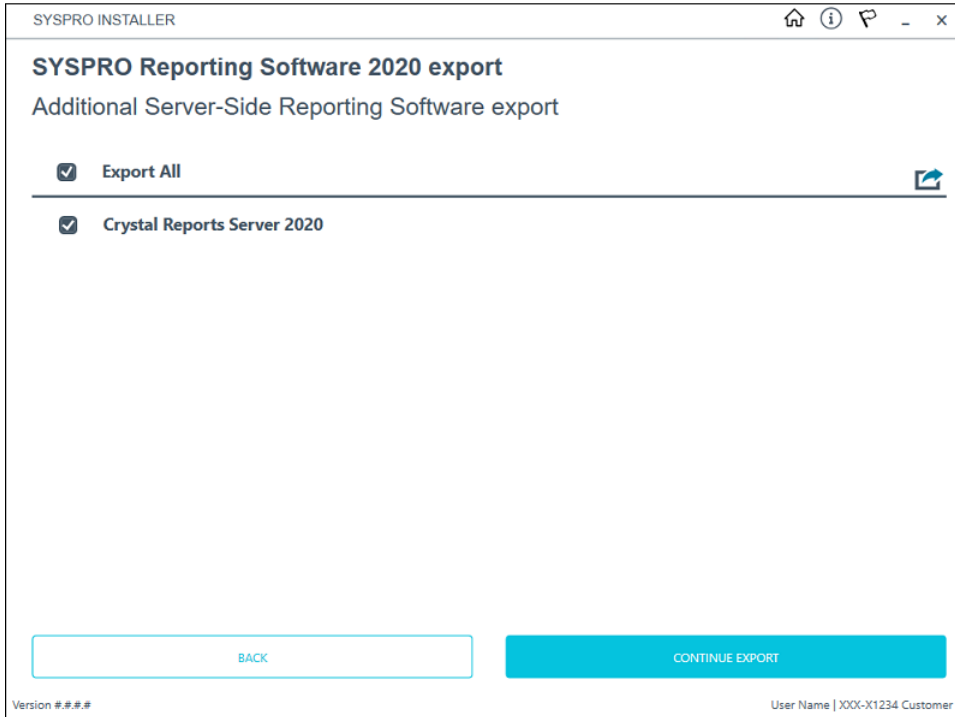 SYSPRO INSTALLER
SYSPRO Reporting Software 2020 export
Additional Server-Side Reporting Software export
Export All
Crystal Reports Server 2020
BACK
CONTINUE EXPORT
Version #.#.#.#
User Name | XXX-X1234 Customer